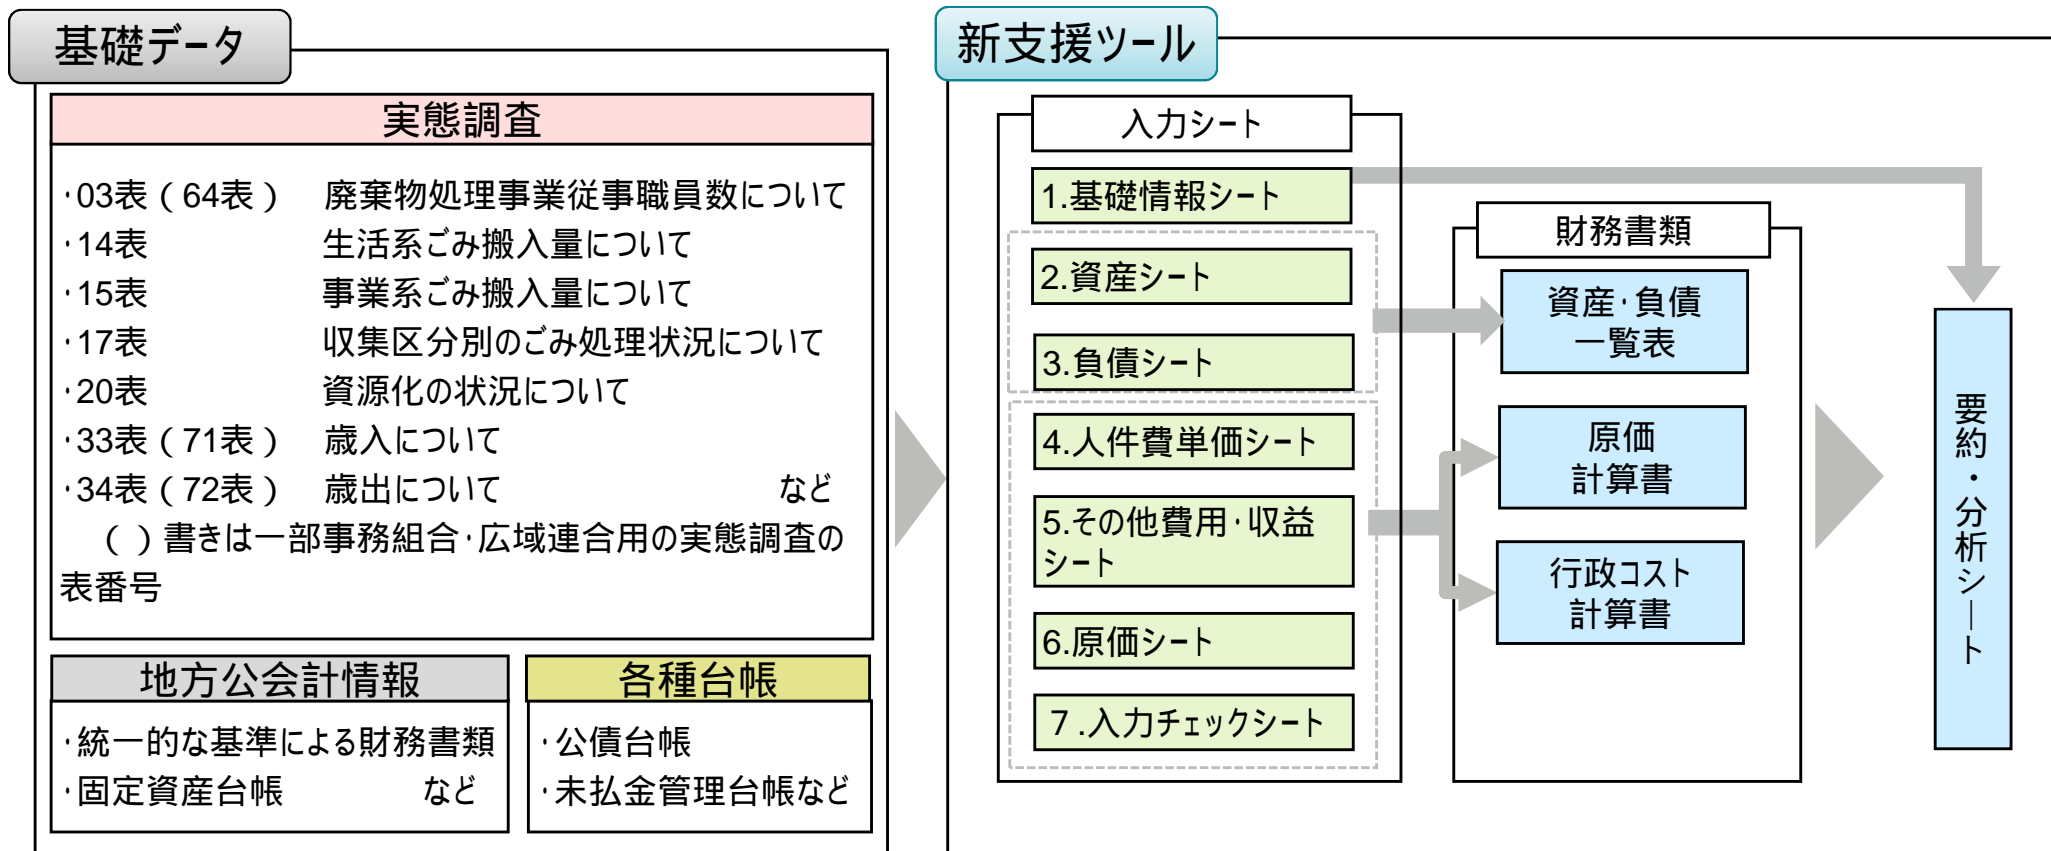 基礎データ
実態調査
･03表（64表） 廃棄物処理事業従事職員数について
･14表 生活系ごみ搬入量について
･15表 事業系ごみ搬入量について
･17表 収集区分別のごみ処理状況について
･20表 資源化の状況について
･33表（71表） 歳入について
･34表（72表） 歳出について など
（ ）書きは一部事務組合･広域連合用の実態調査の
表番号
地方公会計情報
･統一的な基準による財務書類
･固定資産台帳 など
各種台帳
･公債台帳
･未払金管理台帳など
新支援ツール
入力シート
1.基礎情報シート
2.資産シート
3.負債シート
4.人件費単価シート
5.その他費用･収益
シート
6.原価シート
７.入力チェックシート
財務書類
資産･負債
一覧表
原価
計算書
行政コスト
計算書
要約・分析シート